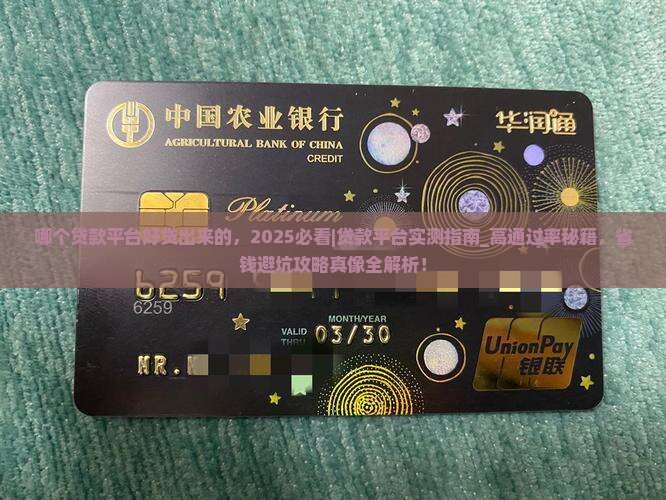 中国农业银行
AGRICULTURAL BANK OF CHINA
CREDIT
华润通
Platinum
哪个贷款平台好贷出来的，2025必看|贷款平台实测指南_高通过率秘籍，省
钱避坑攻略真像全解析！
6259
6259
MONTH/YEAR
VALID
THRU
03/30
MR.
UnionPay
银联